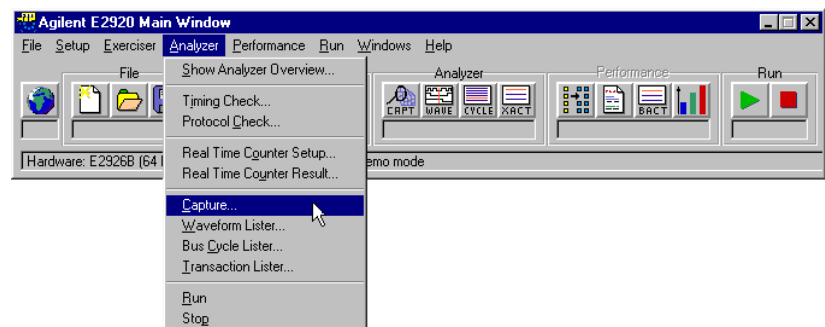 Agilent E2920 Main Window
File Setup Exerciser Analyzer Performance Run Windows Help
File Analyzer Performance Run
CAPT WAVE CYCLE XACT BACT
Hardware: E2926B (64 emo mode
Show Analyzer Overview...
Timing Check...
Protocol Check...
Real Time Counter Setup...
Real Time Counter Result...
Capture...
Waveform Lister...
Bus Cycle Lister...
Transaction Lister...
Run
Stop